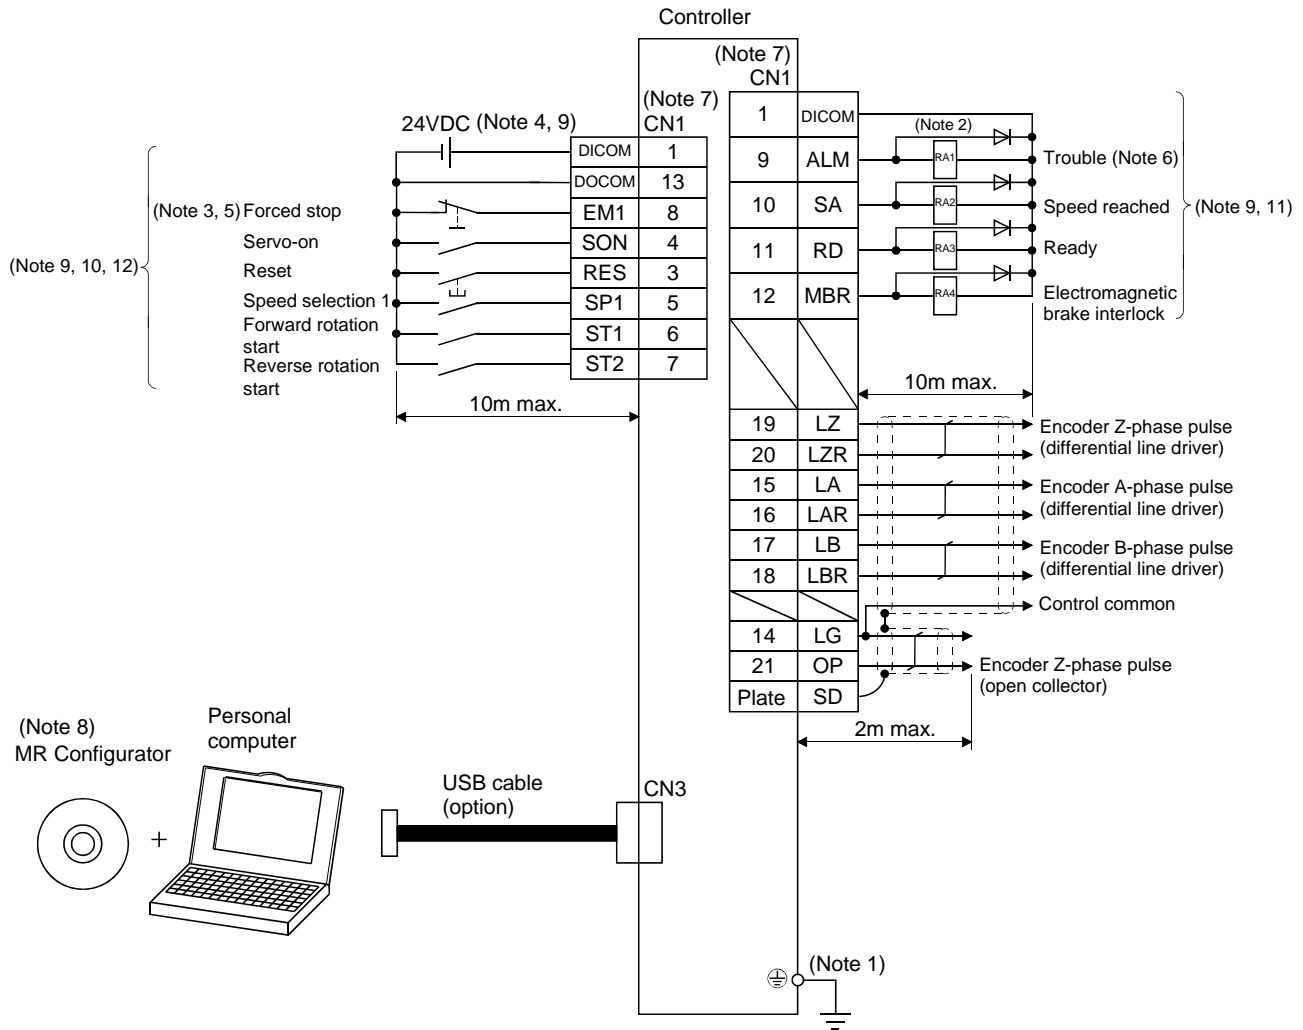 Controller
(Note 7)
CN1
(Note 7)
CN1
24VDC (Note 4, 9)
DICOM 1
DOCOM 13
(Note 3, 5) Forced stop EM1 8
Servo-on SON 4
Reset RES 3
Speed selection 1 SP1 5
Forward rotation
start ST1 6
Reverse rotation
start ST2 7
(Note 9, 10, 12)
10m max.
1 DICOM
(Note 2)
9 ALM RA1 Trouble (Note 6)
10 SA RA2 Speed reached
11 RD RA3 Ready
12 MBR RA4 Electromagnetic
brake interlock
(Note 9, 11)
10m max.
19 LZ Encoder Z-phase pulse
20 LZR (differential line driver)
15 LA Encoder A-phase pulse
16 LAR (differential line driver)
17 LB Encoder B-phase pulse
18 LBR (differential line driver)
Control common
14 LG
21 OP Encoder Z-phase pulse
(open collector)
Plate SD
2m max.
(Note 8)
MR Configurator
+
Personal
computer
USB cable
(option)
CN3
(Note 1)